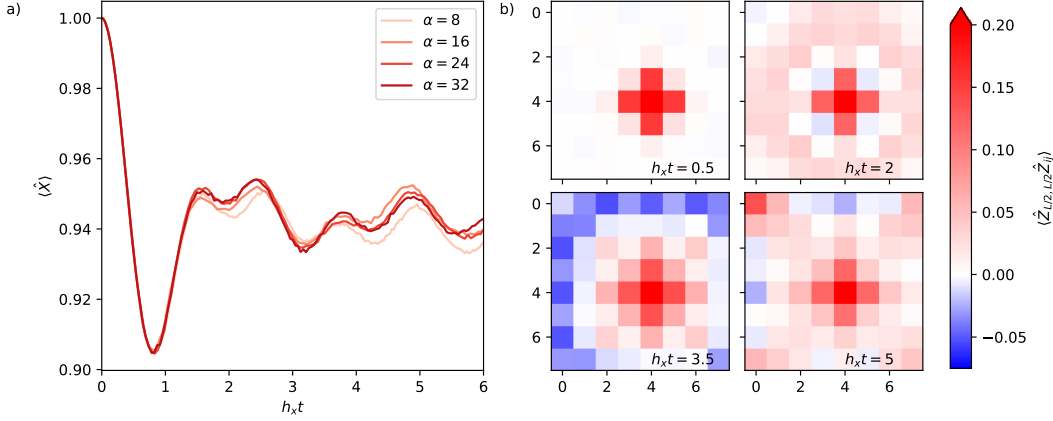 a)
1.00
0.98
0.96
0.94
0.92
0.90
⟨X̂⟩
0 1 2 3 4 5 6
h_x t
α = 8
α = 16
α = 24
α = 32
b)
0
2
4
6
h_x t = 0.5
h_x t = 2
0
2
4
6
h_x t = 3.5
h_x t = 5
0 2 4 6
0 2 4 6
0.20
0.15
0.10
0.05
0.00
−0.05
⟨Ẑ_{L/2, L/2} Ẑ_{ij}⟩